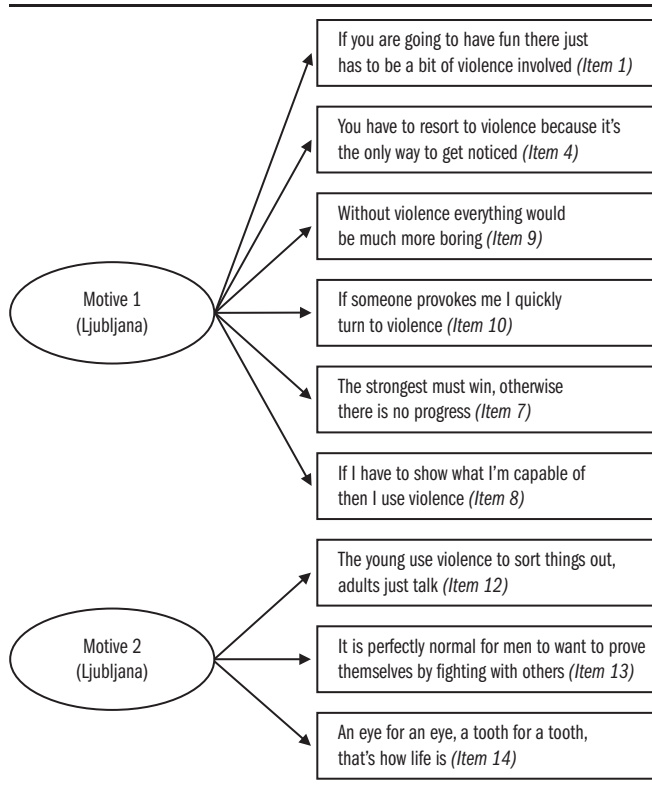 If you are going to have fun there just
has to be a bit of violence involved (Item 1)
You have to resort to violence because it's
the only way to get noticed (Item 4)
Without violence everything would
be much more boring (Item 9)
Motive 1
(Ljubljana)
If someone provokes me I quickly
turn to violence (Item 10)
The strongest must win, otherwise
there is no progress (Item 7)
If I have to show what I'm capable of
then I use violence (Item 8)
The young use violence to sort things out,
adults just talk (Item 12)
Motive 2
(Ljubljana)
It is perfectly normal for men to want to prove
themselves by fighting with others (Item 13)
An eye for an eye, a tooth for a tooth,
that's how life is (Item 14)